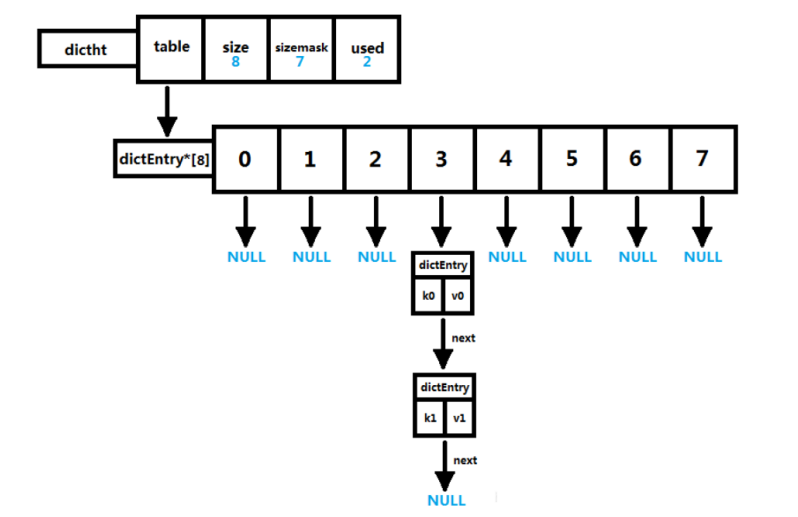 dictht
table
size
8
sizemask
7
used
2
dictEntry*[8]
0
1
2
3
4
5
6
7
NULL
NULL
NULL
NULL
NULL
NULL
NULL
dictEntry
k0
v0
next
dictEntry
k1
v1
next
NULL